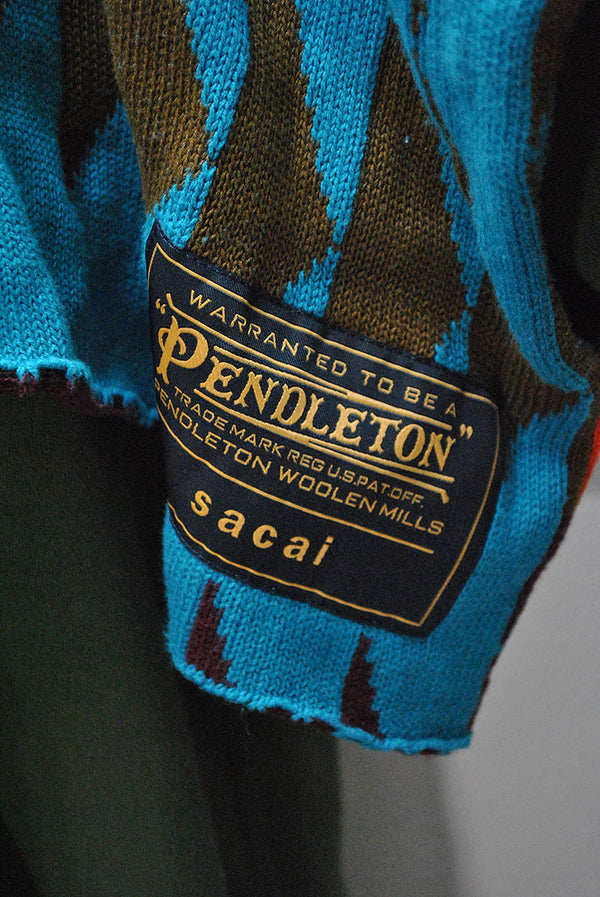 WARRANTED TO BE A
"PENDLETON"
TRADE MARK REG U.S.PAT.OFF.
PENDLETON WOOLEN MILLS
sacai